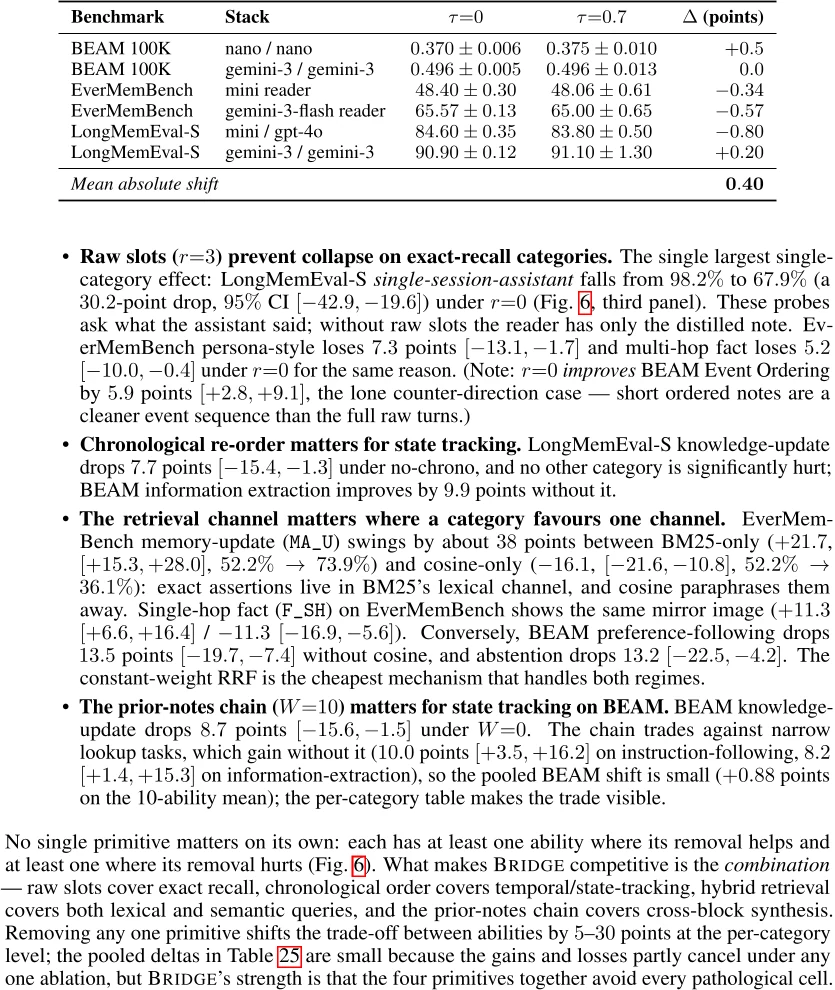 Benchmark Stack τ=0 τ=0.7 Δ (points)
BEAM 100K nano / nano 0.370 ± 0.006 0.375 ± 0.010 +0.5
BEAM 100K gemini-3 / gemini-3 0.496 ± 0.005 0.496 ± 0.013 0.0
EverMemBench mini reader 48.40 ± 0.30 48.06 ± 0.61 −0.34
EverMemBench gemini-3-flash reader 65.57 ± 0.13 65.00 ± 0.65 −0.57
LongMemEval-S mini / gpt-4o 84.60 ± 0.35 83.80 ± 0.50 −0.80
LongMemEval-S gemini-3 / gemini-3 90.90 ± 0.12 91.10 ± 1.30 +0.20
Mean absolute shift 0.40
• Raw slots (r=3) prevent collapse on exact-recall categories. The single largest single-
category effect: LongMemEval-S single-session-assistant falls from 98.2% to 67.9% (a
30.2-point drop, 95% CI [−42.9, −19.6]) under r=0 (Fig. 6, third panel). These probes
ask what the assistant said; without raw slots the reader has only the distilled note. Ev-
erMemBench persona-style loses 7.3 points [−13.1, −1.7] and multi-hop fact loses 5.2
[−10.0, −0.4] under r=0 for the same reason. (Note: r=0 improves BEAM Event Ordering
by 5.9 points [+2.8, +9.1], the lone counter-direction case — short ordered notes are a
cleaner event sequence than the full raw turns.)
• Chronological re-order matters for state tracking. LongMemEval-S knowledge-update
drops 7.7 points [−15.4, −1.3] under no-chrono, and no other category is significantly hurt;
BEAM information extraction improves by 9.9 points without it.
• The retrieval channel matters where a category favours one channel. EverMem-
Bench memory-update (MA_U) swings by about 38 points between BM25-only (+21.7,
[+15.3, +28.0], 52.2% → 73.9%) and cosine-only (−16.1, [−21.6, −10.8], 52.2% →
36.1%): exact assertions live in BM25's lexical channel, and cosine paraphrases them
away. Single-hop fact (F_SH) on EverMemBench shows the same mirror image (+11.3
[+6.6, +16.4] / −11.3 [−16.9, −5.6]). Conversely, BEAM preference-following drops
13.5 points [−19.7, −7.4] without cosine, and abstention drops 13.2 [−22.5, −4.2]. The
constant-weight RRF is the cheapest mechanism that handles both regimes.
• The prior-notes chain (W=10) matters for state tracking on BEAM. BEAM knowledge-
update drops 8.7 points [−15.6, −1.5] under W=0. The chain trades against narrow
lookup tasks, which gain without it (10.0 points [+3.5, +16.2] on instruction-following, 8.2
[+1.4, +15.3] on information-extraction), so the pooled BEAM shift is small (+0.88 points
on the 10-ability mean); the per-category table makes the trade visible.
No single primitive matters on its own: each has at least one ability where its removal helps and
at least one where its removal hurts (Fig. 6). What makes BRIDGE competitive is the combination
— raw slots cover exact recall, chronological order covers temporal/state-tracking, hybrid retrieval
covers both lexical and semantic queries, and the prior-notes chain covers cross-block synthesis.
Removing any one primitive shifts the trade-off between abilities by 5–30 points at the per-category
level; the pooled deltas in Table 25 are small because the gains and losses partly cancel under any
one ablation, but BRIDGE's strength is that the four primitives together avoid every pathological cell.